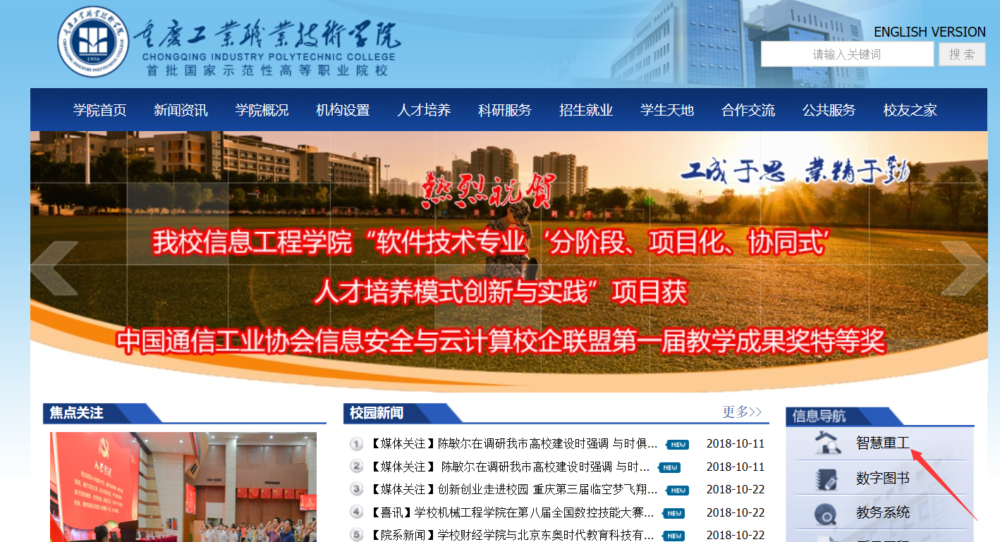 重庆工业职业技术学院
CHONGQING INDUSTRY POLYTECHNIC COLLEGE
首批国家示范性高等职业院校
1956
ENGLISH VERSION
请输入关键词 搜 索
学院首页 新闻资讯 学院概况 机构设置 人才培养 科研服务 招生就业 学生天地 合作交流 公共服务 校友之家
工成于思 業精于勤
熱烈祝賀
我校信息工程学院“软件技术专业‘分阶段、项目化、协同式’
人才培养模式创新与实践”项目获
中国通信工业协会信息安全与云计算校企联盟第一届教学成果奖特等奖
焦点关注
入党誓词
校园新闻 更多>>
1 【媒体关注】陈敏尔在调研我市高校建设时强调 与时俱... NEW 2018-10-11
2 【媒体关注】 陈敏尔在调研我市高校建设时强调 与时... NEW 2018-10-11
3 【媒体关注】创新创业走进校园 重庆第三届临空梦飞翔... NEW 2018-10-22
4 【喜讯】学校机械工程学院在第八届全国数控技能大赛... NEW 2018-10-22
5 【院系新闻】学校财经学院与北京东奥时代教育科技有... NEW 2018-10-22
信息导航
智慧重工
数字图书
教务系统